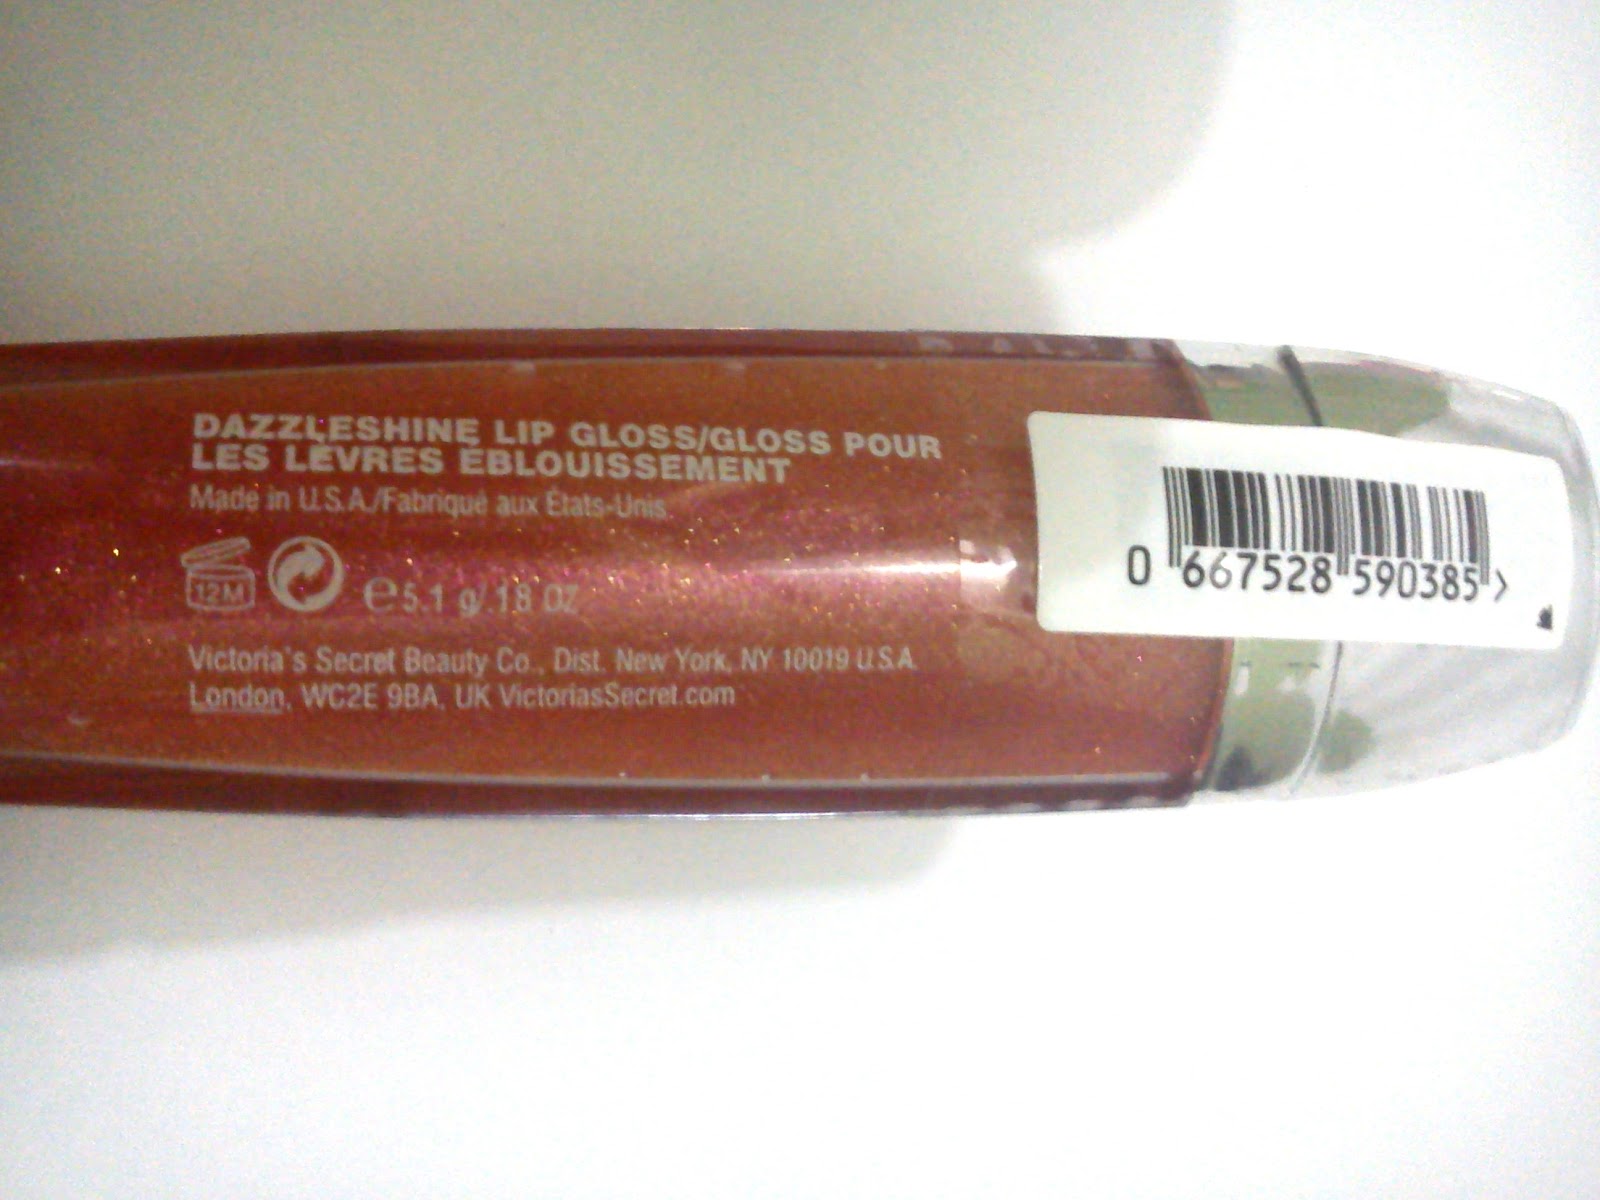 DAZZLESHINE LIP GLOSS/GLOSS POUR
LES LÈVRES ÉBLOUISSEMENT
Made in U.S.A./Fabriqué aux États-Unis
12M
e5.1 g/.18 OZ
Victoria's Secret Beauty Co., Dist. New York, NY 10019 U.S.A.
London, WC2E 9BA, UK VictoriasSecret.com
0 667528 590385 >